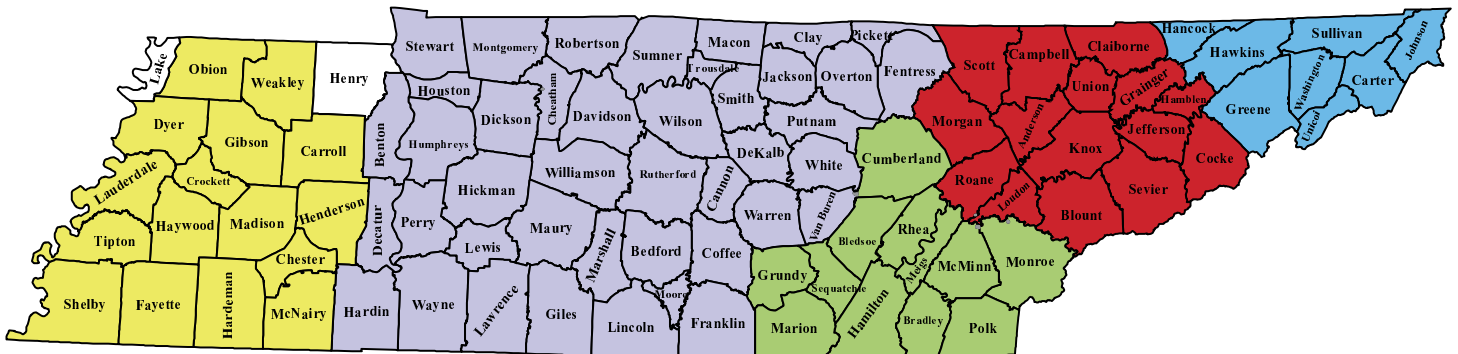 Lake
Obion
Weakley
Henry
Stewart
Montgomery
Robertson
Sumner
Macon
Trousdale
Clay
Pickett
Fentress
Scott
Campbell
Claiborne
Hancock
Hawkins
Sullivan
Johnson
Dyer
Gibson
Carroll
Benton
Houston
Humphreys
Dickson
Cheatham
Davidson
Wilson
Smith
Jackson
Overton
Putnam
Morgan
Anderson
Union
Grainger
Hamblen
Greene
Washington
Carter
Unicoi
Lauderdale
Crockett
Haywood
Madison
Henderson
Decatur
Perry
Hickman
Williamson
Rutherford
Cannon
DeKalb
White
Cumberland
Roane
Loudon
Knox
Jefferson
Cocke
Sevier
Blount
Tipton
Chester
Lewis
Maury
Marshall
Bedford
Coffee
Warren
Van Buren
Bledsoe
Rhea
Meigs
McMinn
Monroe
Shelby
Fayette
Hardeman
McNairy
Hardin
Wayne
Lawrence
Giles
Lincoln
Moore
Franklin
Grundy
Sequatchie
Marion
Hamilton
Bradley
Polk